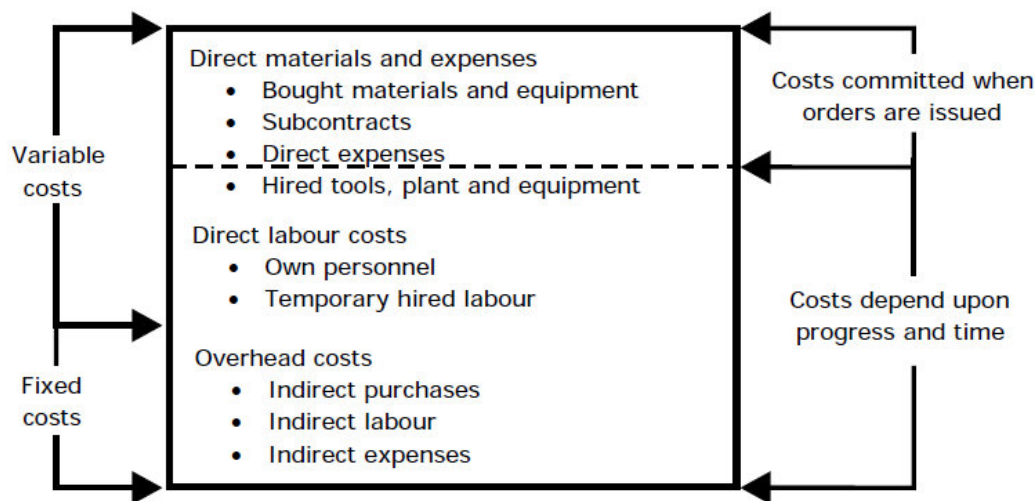 Direct materials and expenses
• Bought materials and equipment
• Subcontracts
• Direct expenses
• Hired tools, plant and equipment
Direct labour costs
• Own personnel
• Temporary hired labour
Overhead costs
• Indirect purchases
• Indirect labour
• Indirect expenses
Variable
costs
Fixed
costs
Costs committed when
orders are issued
Costs depend upon
progress and time